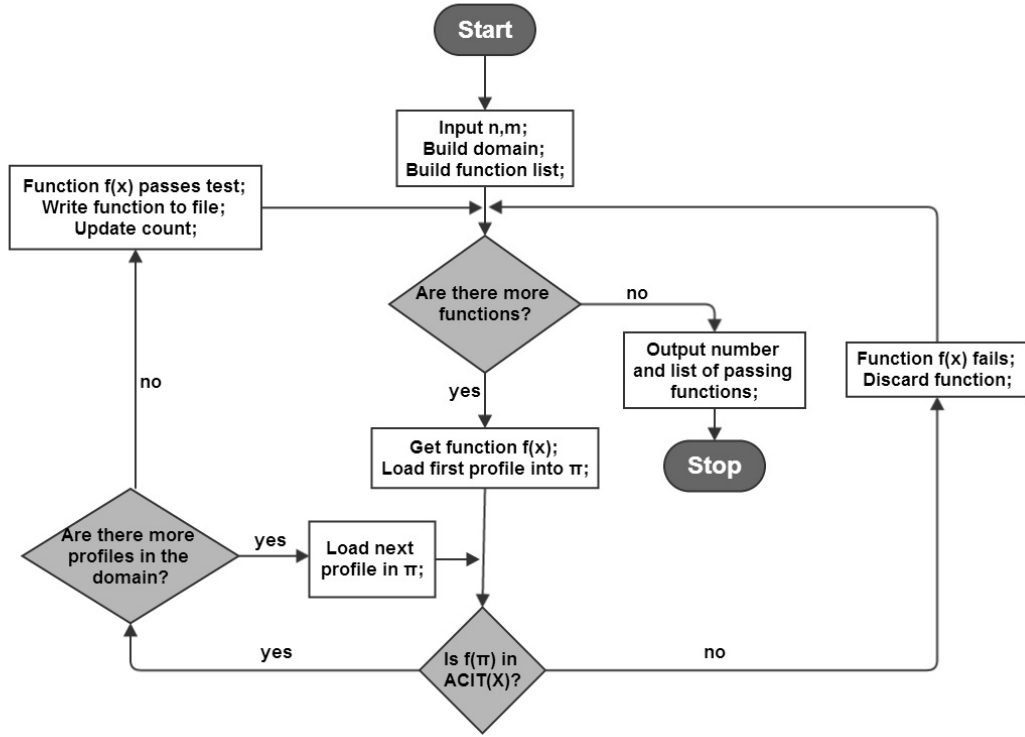 Start
Input n,m;
Build domain;
Build function list;
Function f(x) passes test;
Write function to file;
Update count;
Are there more
functions?
no
Output number
and list of passing
functions;
Function f(x) fails;
Discard function;
no
yes
Get function f(x);
Load first profile into π;
Stop
Are there more
profiles in the
domain?
yes
Load next
profile in π;
yes
Is f(π) in
ACIT(X)?
no